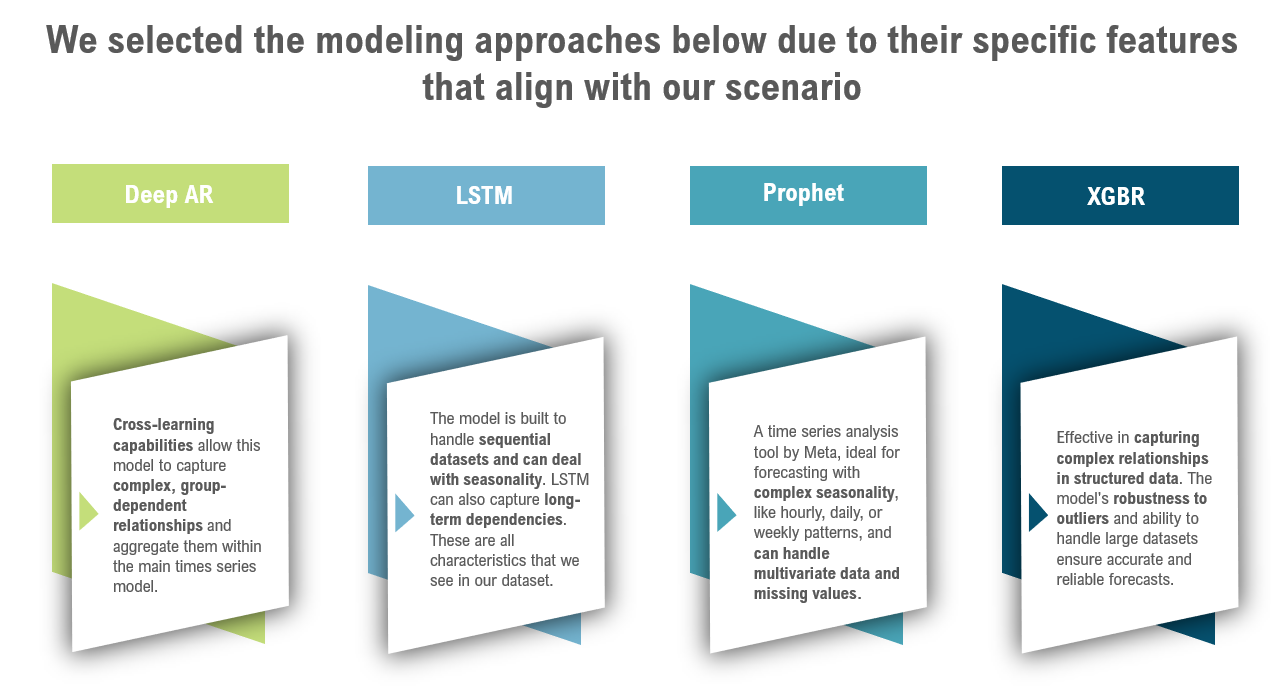 We selected the modeling approaches below due to their specific features
that align with our scenario
Deep AR
LSTM
Prophet
XGBR
Cross-learning
capabilities allow this
model to capture
complex, group-
dependent
relationships and
aggregate them within
the main times series
model.
The model is built to
handle sequential
datasets and can deal
with seasonality. LSTM
can also capture long-
term dependencies.
These are all
characteristics that we
see in our dataset.
A time series analysis
tool by Meta, ideal for
forecasting with
complex seasonality,
like hourly, daily, or
weekly patterns, and
can handle
multivariate data and
missing values.
Effective in capturing
complex relationships
in structured data. The
model's robustness to
outliers and ability to
handle large datasets
ensure accurate and
reliable forecasts.